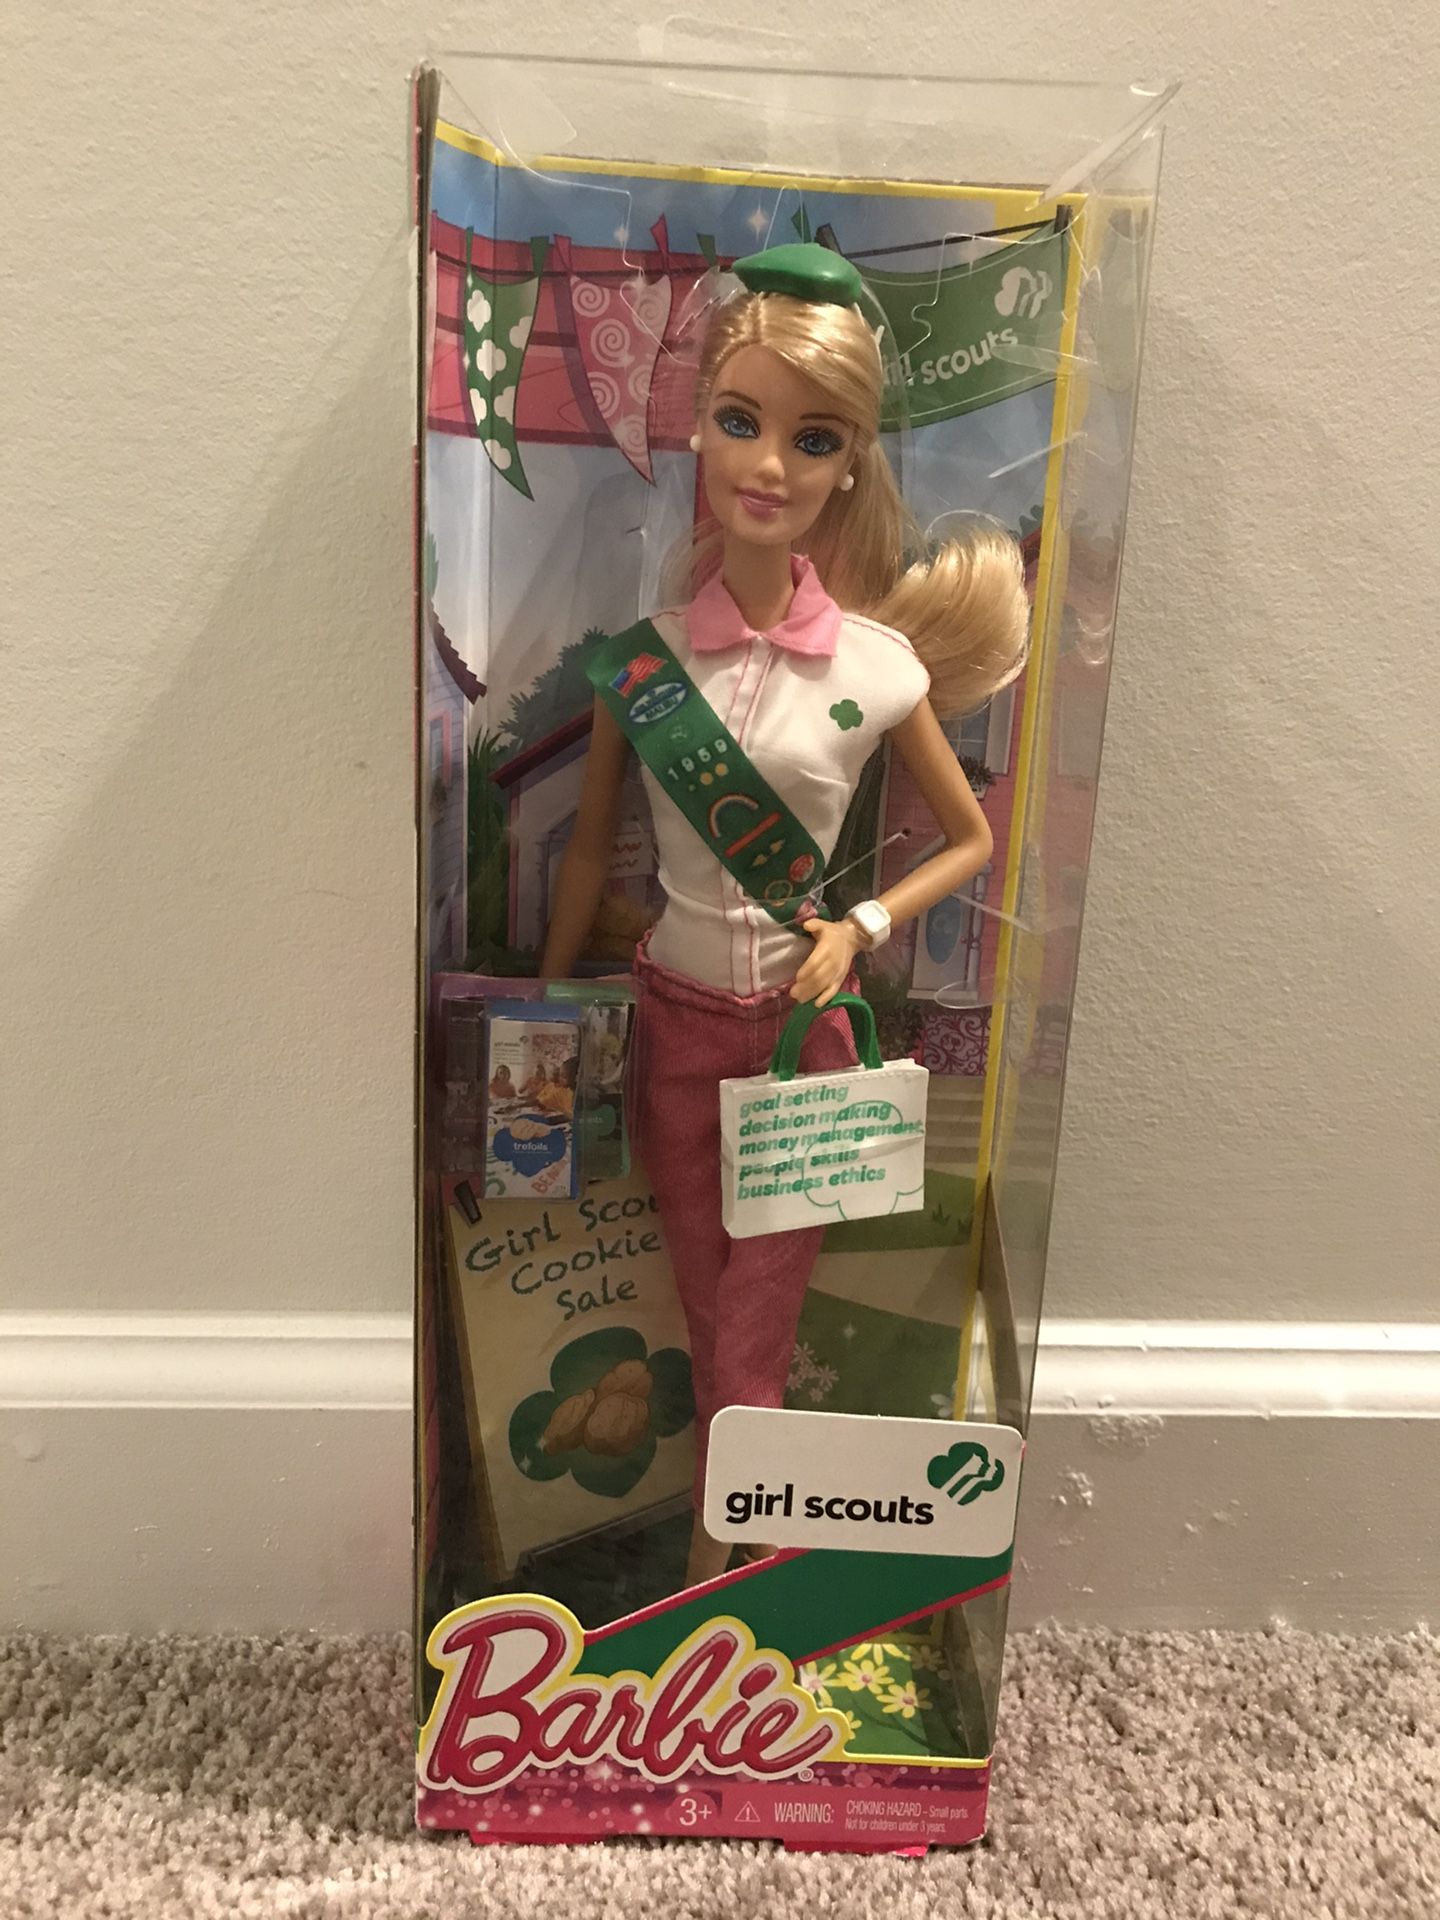 girl scouts
MALIBU
1959
trefoils
goal setting
decision making
money management
people skills
business ethics
Girl Scou
Cookie
Sale
girl scouts
Barbie®
3+ WARNING: CHOKING HAZARD – Small parts
Not for children under 3 years.